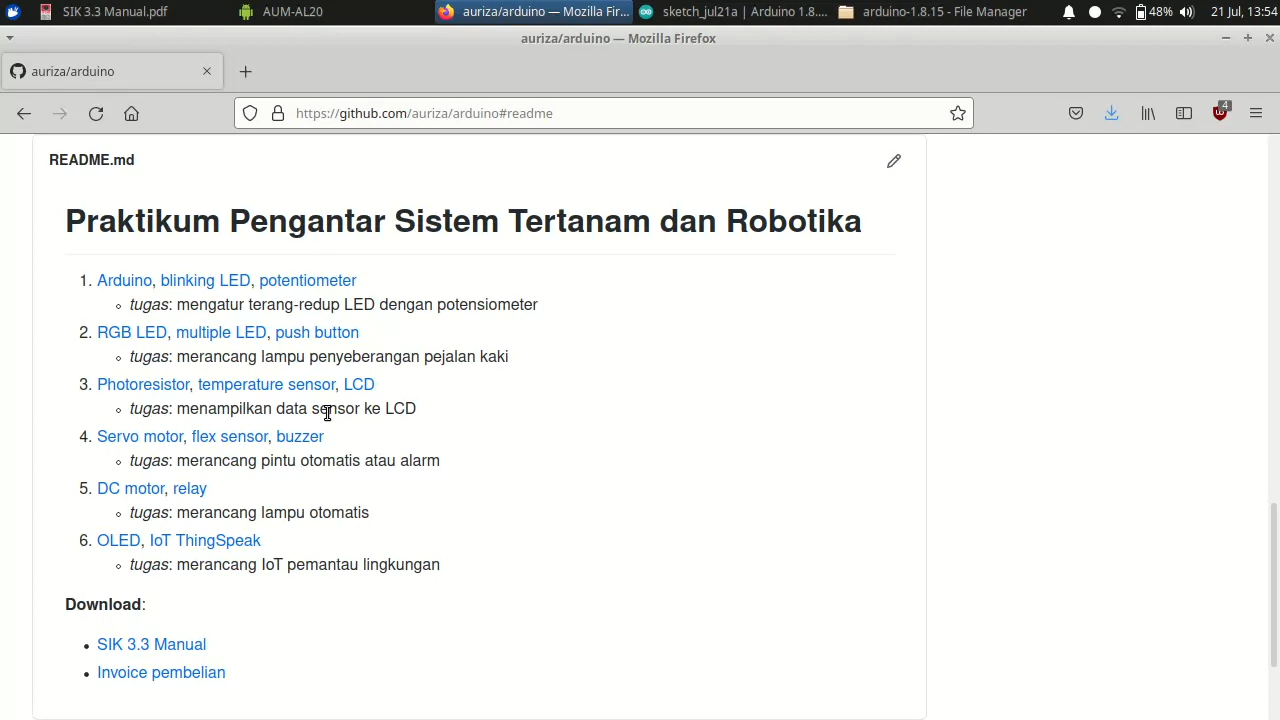 SIK 3.3 Manual.pdf
AUM-AL20
auriza/arduino — Mozilla Fir...
sketch_jul21a | Arduino 1.8....
arduino-1.8.15 - File Manager
48%
21 Jul, 13:54
auriza/arduino — Mozilla Firefox
auriza/arduino
https://github.com/auriza/arduino#readme
4
README.md
Praktikum Pengantar Sistem Tertanam dan Robotika
1. Arduino, blinking LED, potentiometer
◦ tugas: mengatur terang-redup LED dengan potensiometer
2. RGB LED, multiple LED, push button
◦ tugas: merancang lampu penyeberangan pejalan kaki
3. Photoresistor, temperature sensor, LCD
◦ tugas: menampilkan data sensor ke LCD
4. Servo motor, flex sensor, buzzer
◦ tugas: merancang pintu otomatis atau alarm
5. DC motor, relay
◦ tugas: merancang lampu otomatis
6. OLED, IoT ThingSpeak
◦ tugas: merancang IoT pemantau lingkungan
Download:
• SIK 3.3 Manual
• Invoice pembelian